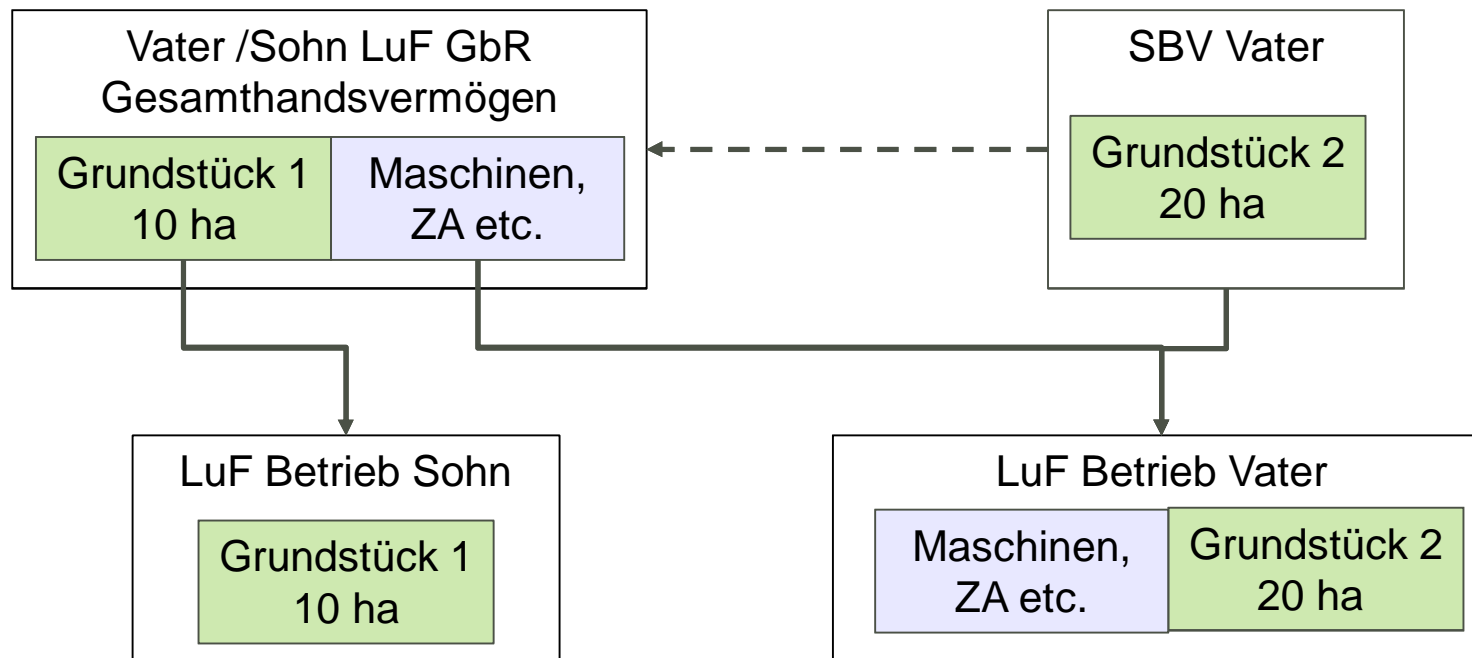 Vater /Sohn LuF GbR
Gesamthandsvermögen
Grundstück 1
10 ha
Maschinen,
ZA etc.
SBV Vater
Grundstück 2
20 ha
LuF Betrieb Sohn
Grundstück 1
10 ha
LuF Betrieb Vater
Maschinen,
ZA etc.
Grundstück 2
20 ha